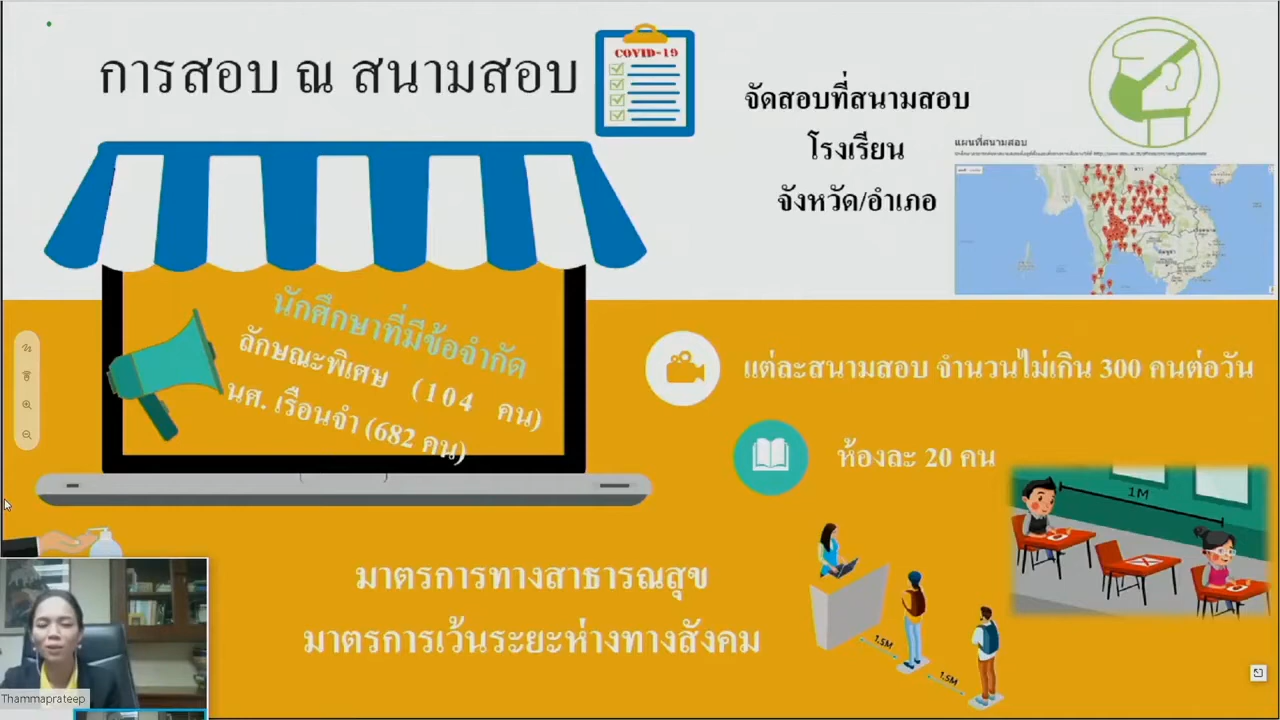 การสอบ ณ สนามสอบ
COVID-19
จัดสอบที่สนามสอบ
โรงเรียน
จังหวัด/อำเภอ
แผนที่สนามสอบ
นักศึกษาที่มีข้อจำกัด
ลักษณะพิเศษ (104 คน)
นศ. เรือนจำ (682 คน)
แต่ละสนามสอบ จำนวนไม่เกิน 300 คนต่อวัน
ห้องละ 20 คน
1M
มาตรการทางสาธารณสุข
มาตรการเว้นระยะห่างทางสังคม
1.5M
1.5M
Thammaprateep